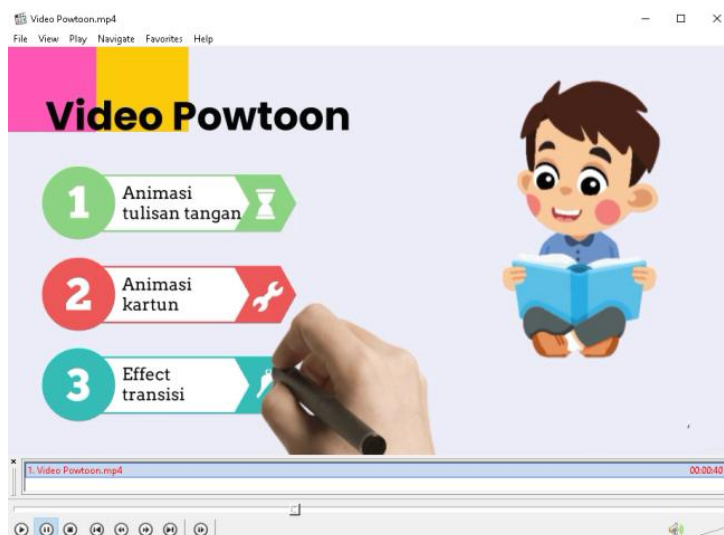 Video Powtoon.mp4
File View Play Navigate Favorites Help
Video Powtoon
1
Animasi
tulisan tangan
2
Animasi
kartun
3
Effect
transisi
1. Video Powtoon.mp4 00:00:40